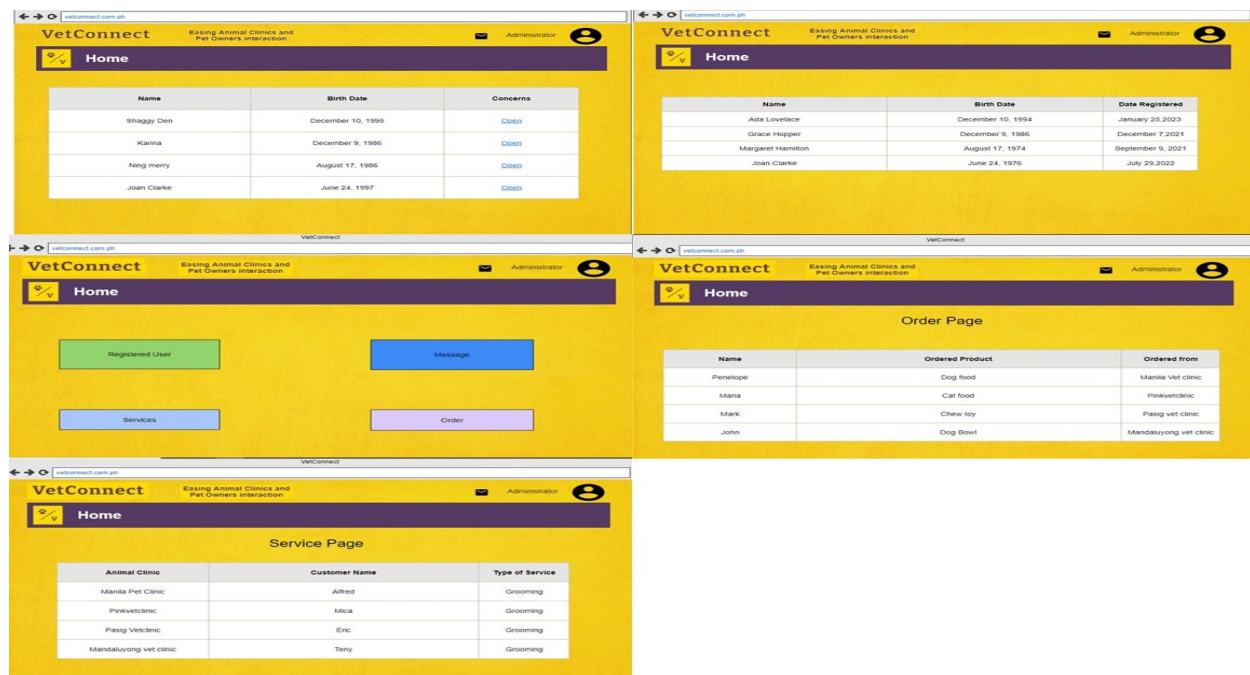 vetconnect.com.ph
VetConnect Easing Animal Clinics and Pet Owners interaction Administrator
Home
Name Birth Date Concerns
Shaggy Den December 10, 1995 Open
Karina December 9, 1986 Open
Ning merry August 17, 1986 Open
Joan Clarke June 24, 1997 Open
vetconnect.com.ph
VetConnect Easing Animal Clinics and Pet Owners interaction Administrator
Home
Name Birth Date Date Registered
Ada Lovelace December 10, 1994 January 25,2023
Grace Hopper December 9, 1986 December 7,2021
Margaret Hamilton August 17, 1974 September 9, 2021
Joan Clarke June 24, 1976 July 29,2022
VetConnect
vetconnect.com.ph
VetConnect Easing Animal Clinics and Pet Owners interaction Administrator
Home
Registered User Message
Services Order
VetConnect
vetconnect.com.ph
VetConnect Easing Animal Clinics and Pet Owners interaction Administrator
Home
Order Page
Name Ordered Product Ordered from
Penelope Dog food Manila Vet clinic
Maria Cat food Pinkvetclinic
Mark Chew toy Pasig vet clinic
John Dog Bowl Mandaluyong vet clinic
VetConnect
vetconnect.com.ph
VetConnect Easing Animal Clinics and Pet Owners interaction Administrator
Home
Service Page
Animal Clinic Customer Name Type of Service
Manila Pet Clinic Alfred Grooming
Pinkvetclinic Mica Grooming
Pasig Vetclinic Eric Grooming
Mandaluyong vet clinic Teny Grooming